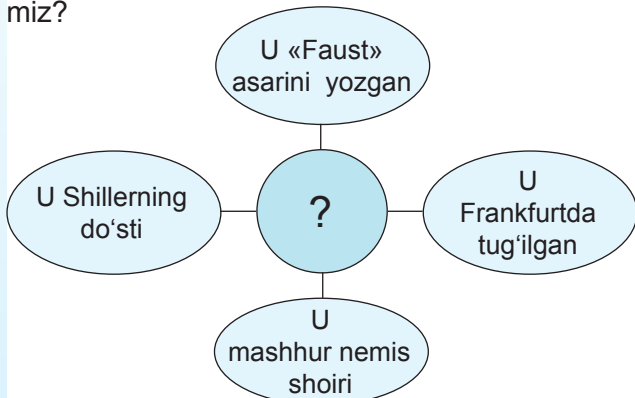 miz?
U «Faust»
asarini yozgan
U Shillerning
do‘sti
?
U
Frankfurtda
tug‘ilgan
U
mashhur nemis
shoiri